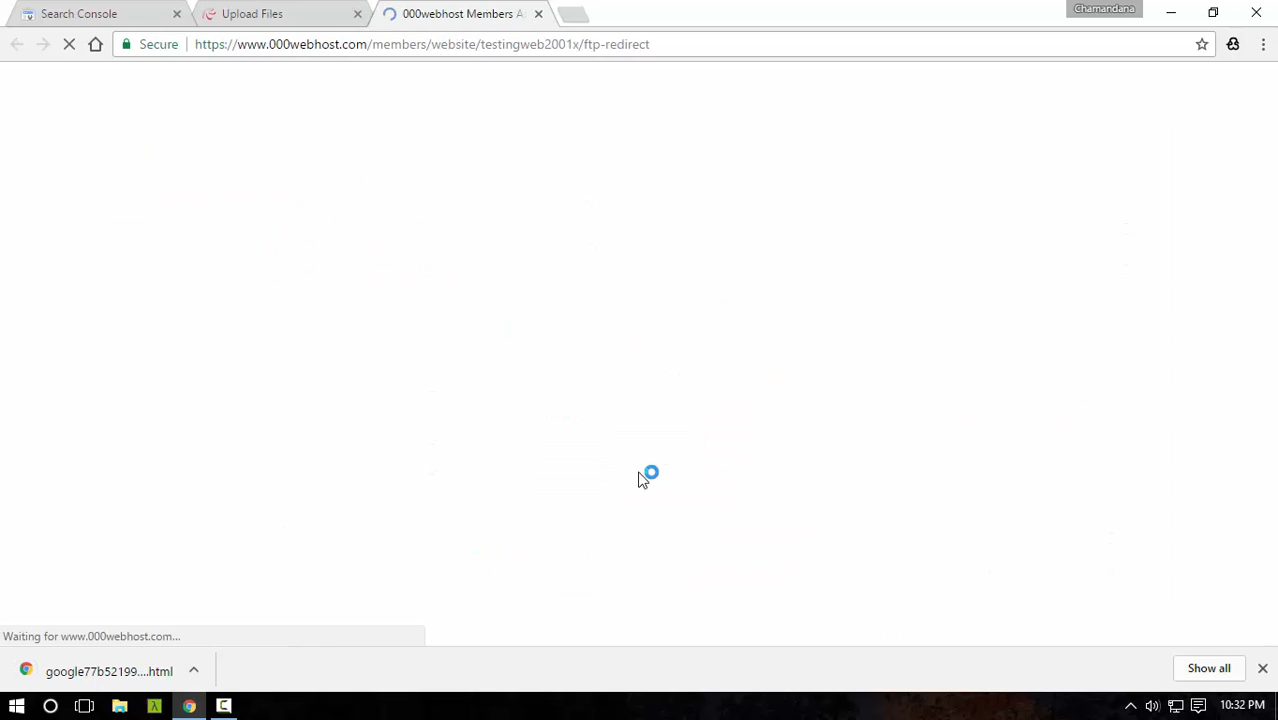 Search Console
Upload Files
000webhost Members A
Chamandana
Secure
https://www.000webhost.com/members/website/testingweb2001x/ftp-redirect
Waiting for www.000webhost.com...
google77b52199....html
Show all
10:32 PM